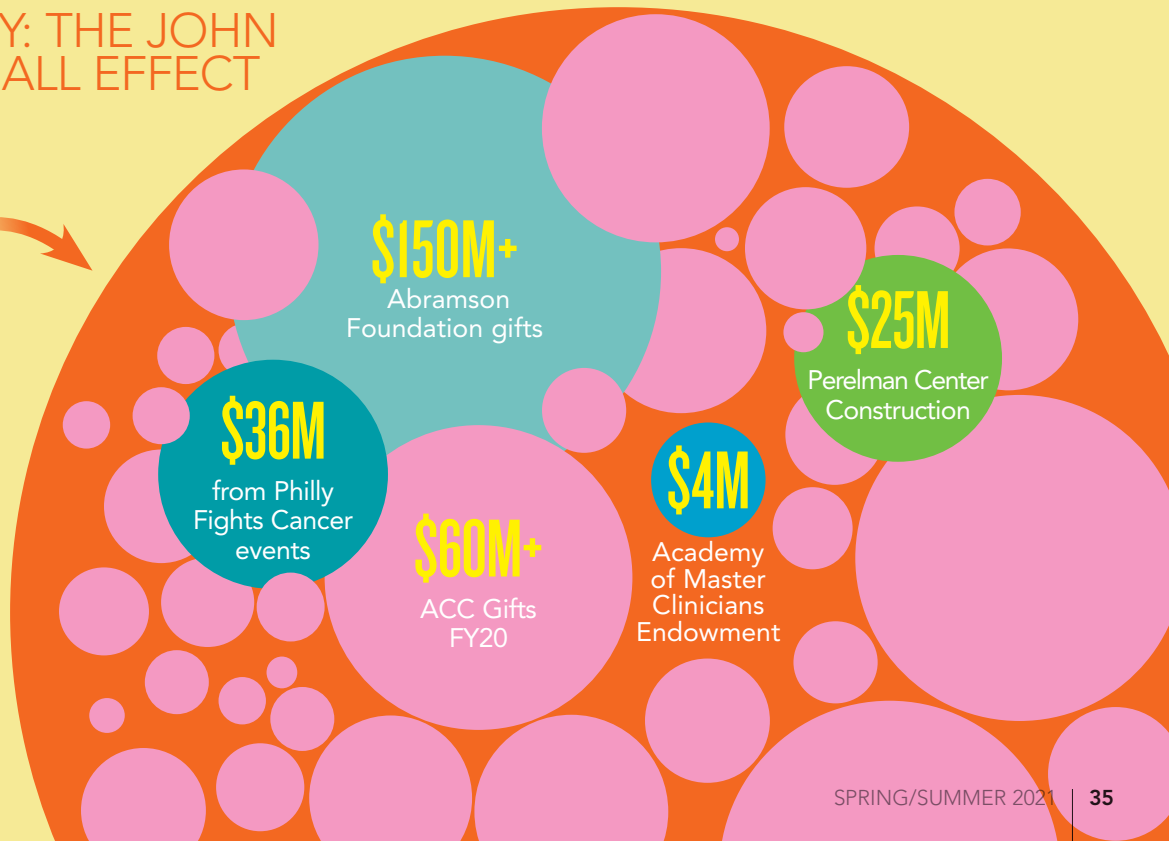 Y: THE JOHN
ALL EFFECT
$150M+
Abramson
Foundation gifts
$25M
Perelman Center
Construction
$36M
from Philly
Fights Cancer
events
$4M
Academy
of Master
Clinicians
Endowment
$60M+
ACC Gifts
FY20
SPRING/SUMMER 2021 35